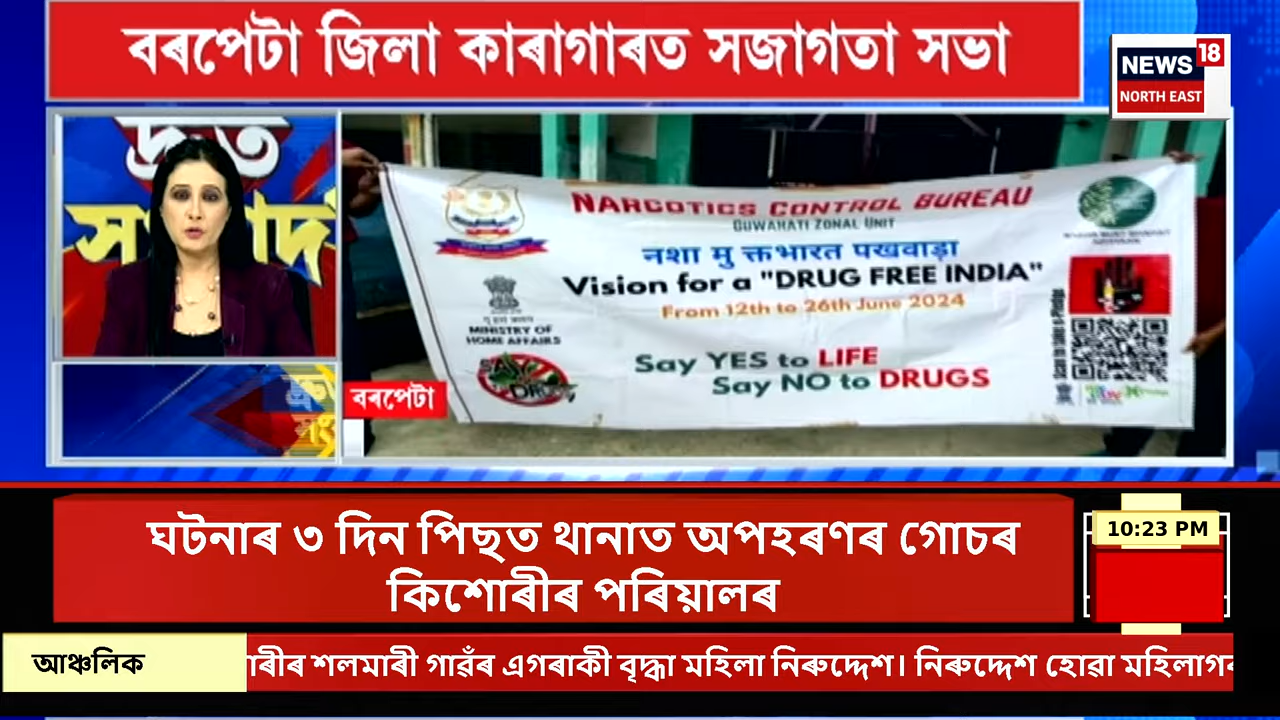 বৰপেটা জিলা কাৰাগাৰত সজাগতা সভা
NEWS 18
NORTH EAST
দ্ৰুত
NARCOTICS CONTROL BUREAU
GUWAHATI ZONAL UNIT
नशा मु क्तभारत पखवाड़ा
Vision for a "DRUG FREE INDIA"
From 12th to 26th June 2024
MINISTRY OF
HOME AFFAIRS
Say YES to LIFE
Say NO to DRUGS
বৰপেটা
ঘটনাৰ ৩ দিন পিছত থানাত অপহৰণৰ গোচৰ
কিশোৰীৰ পৰিয়ালৰ
10:23 PM
আঞ্চলিক
শলমাৰী গাৱঁৰ এগৰাকী বৃদ্ধা মহিলা নিৰুদ্দেশ। নিৰুদ্দেশ হোৱা